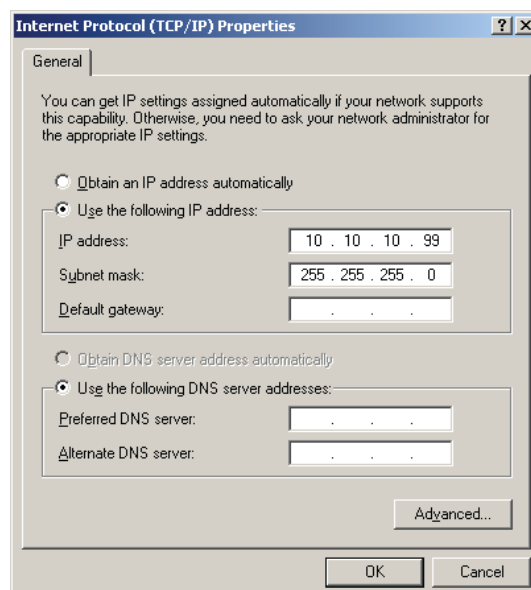 Internet Protocol (TCP/IP) Properties
General
You can get IP settings assigned automatically if your network supports
this capability. Otherwise, you need to ask your network administrator for
the appropriate IP settings.
Obtain an IP address automatically
Use the following IP address:
IP address: 10 . 10 . 10 . 99
Subnet mask: 255 . 255 . 255 . 0
Default gateway: . . .
Obtain DNS server address automatically
Use the following DNS server addresses:
Preferred DNS server: . . .
Alternate DNS server: . . .
Advanced...
OK Cancel